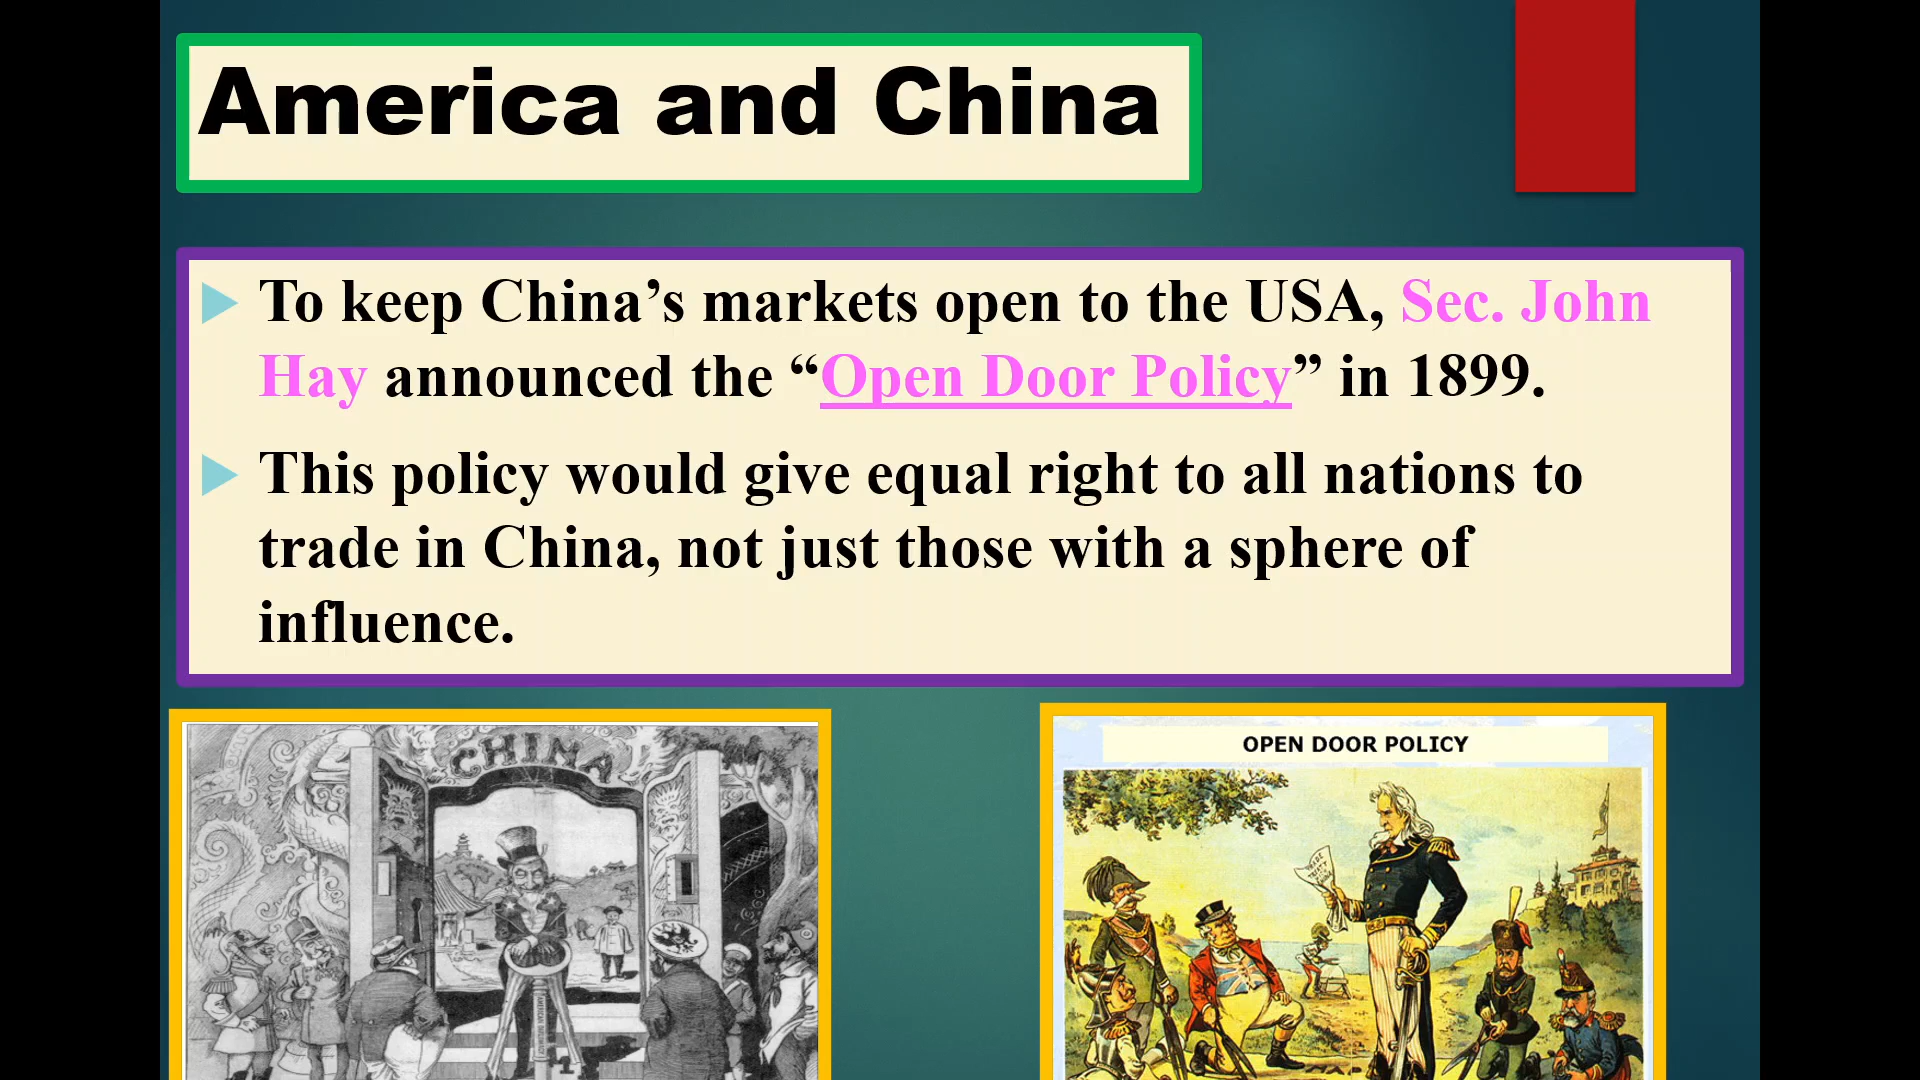 America and China
To keep China’s markets open to the USA, Sec. John
Hay announced the “Open Door Policy” in 1899.
This policy would give equal right to all nations to
trade in China, not just those with a sphere of
influence.
CHINA
OPEN DOOR POLICY
TRADE
TREATY